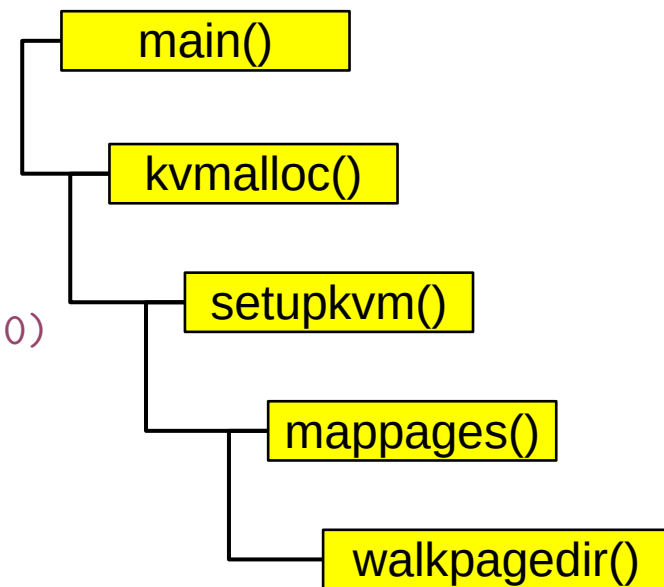 main()
kvmalloc()
setupkvm()
0)
mappages()
walkpagedir()